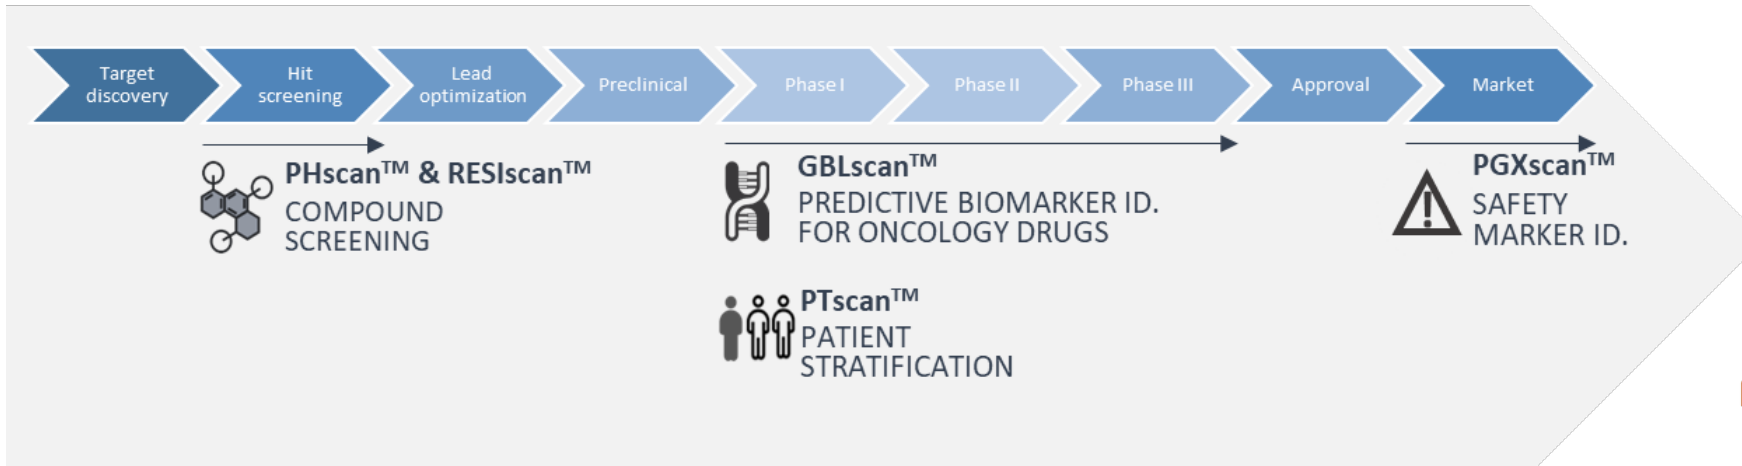 Target
discovery
Hit
screening
Lead
optimization
Preclinical
Phase I
Phase II
Phase III
Approval
Market
PHscan™ & RESIscan™
COMPOUND
SCREENING
GBLscan™
PREDICTIVE BIOMARKER ID.
FOR ONCOLOGY DRUGS
PTscan™
PATIENT
STRATIFICATION
PGXscan™
SAFETY
MARKER ID.